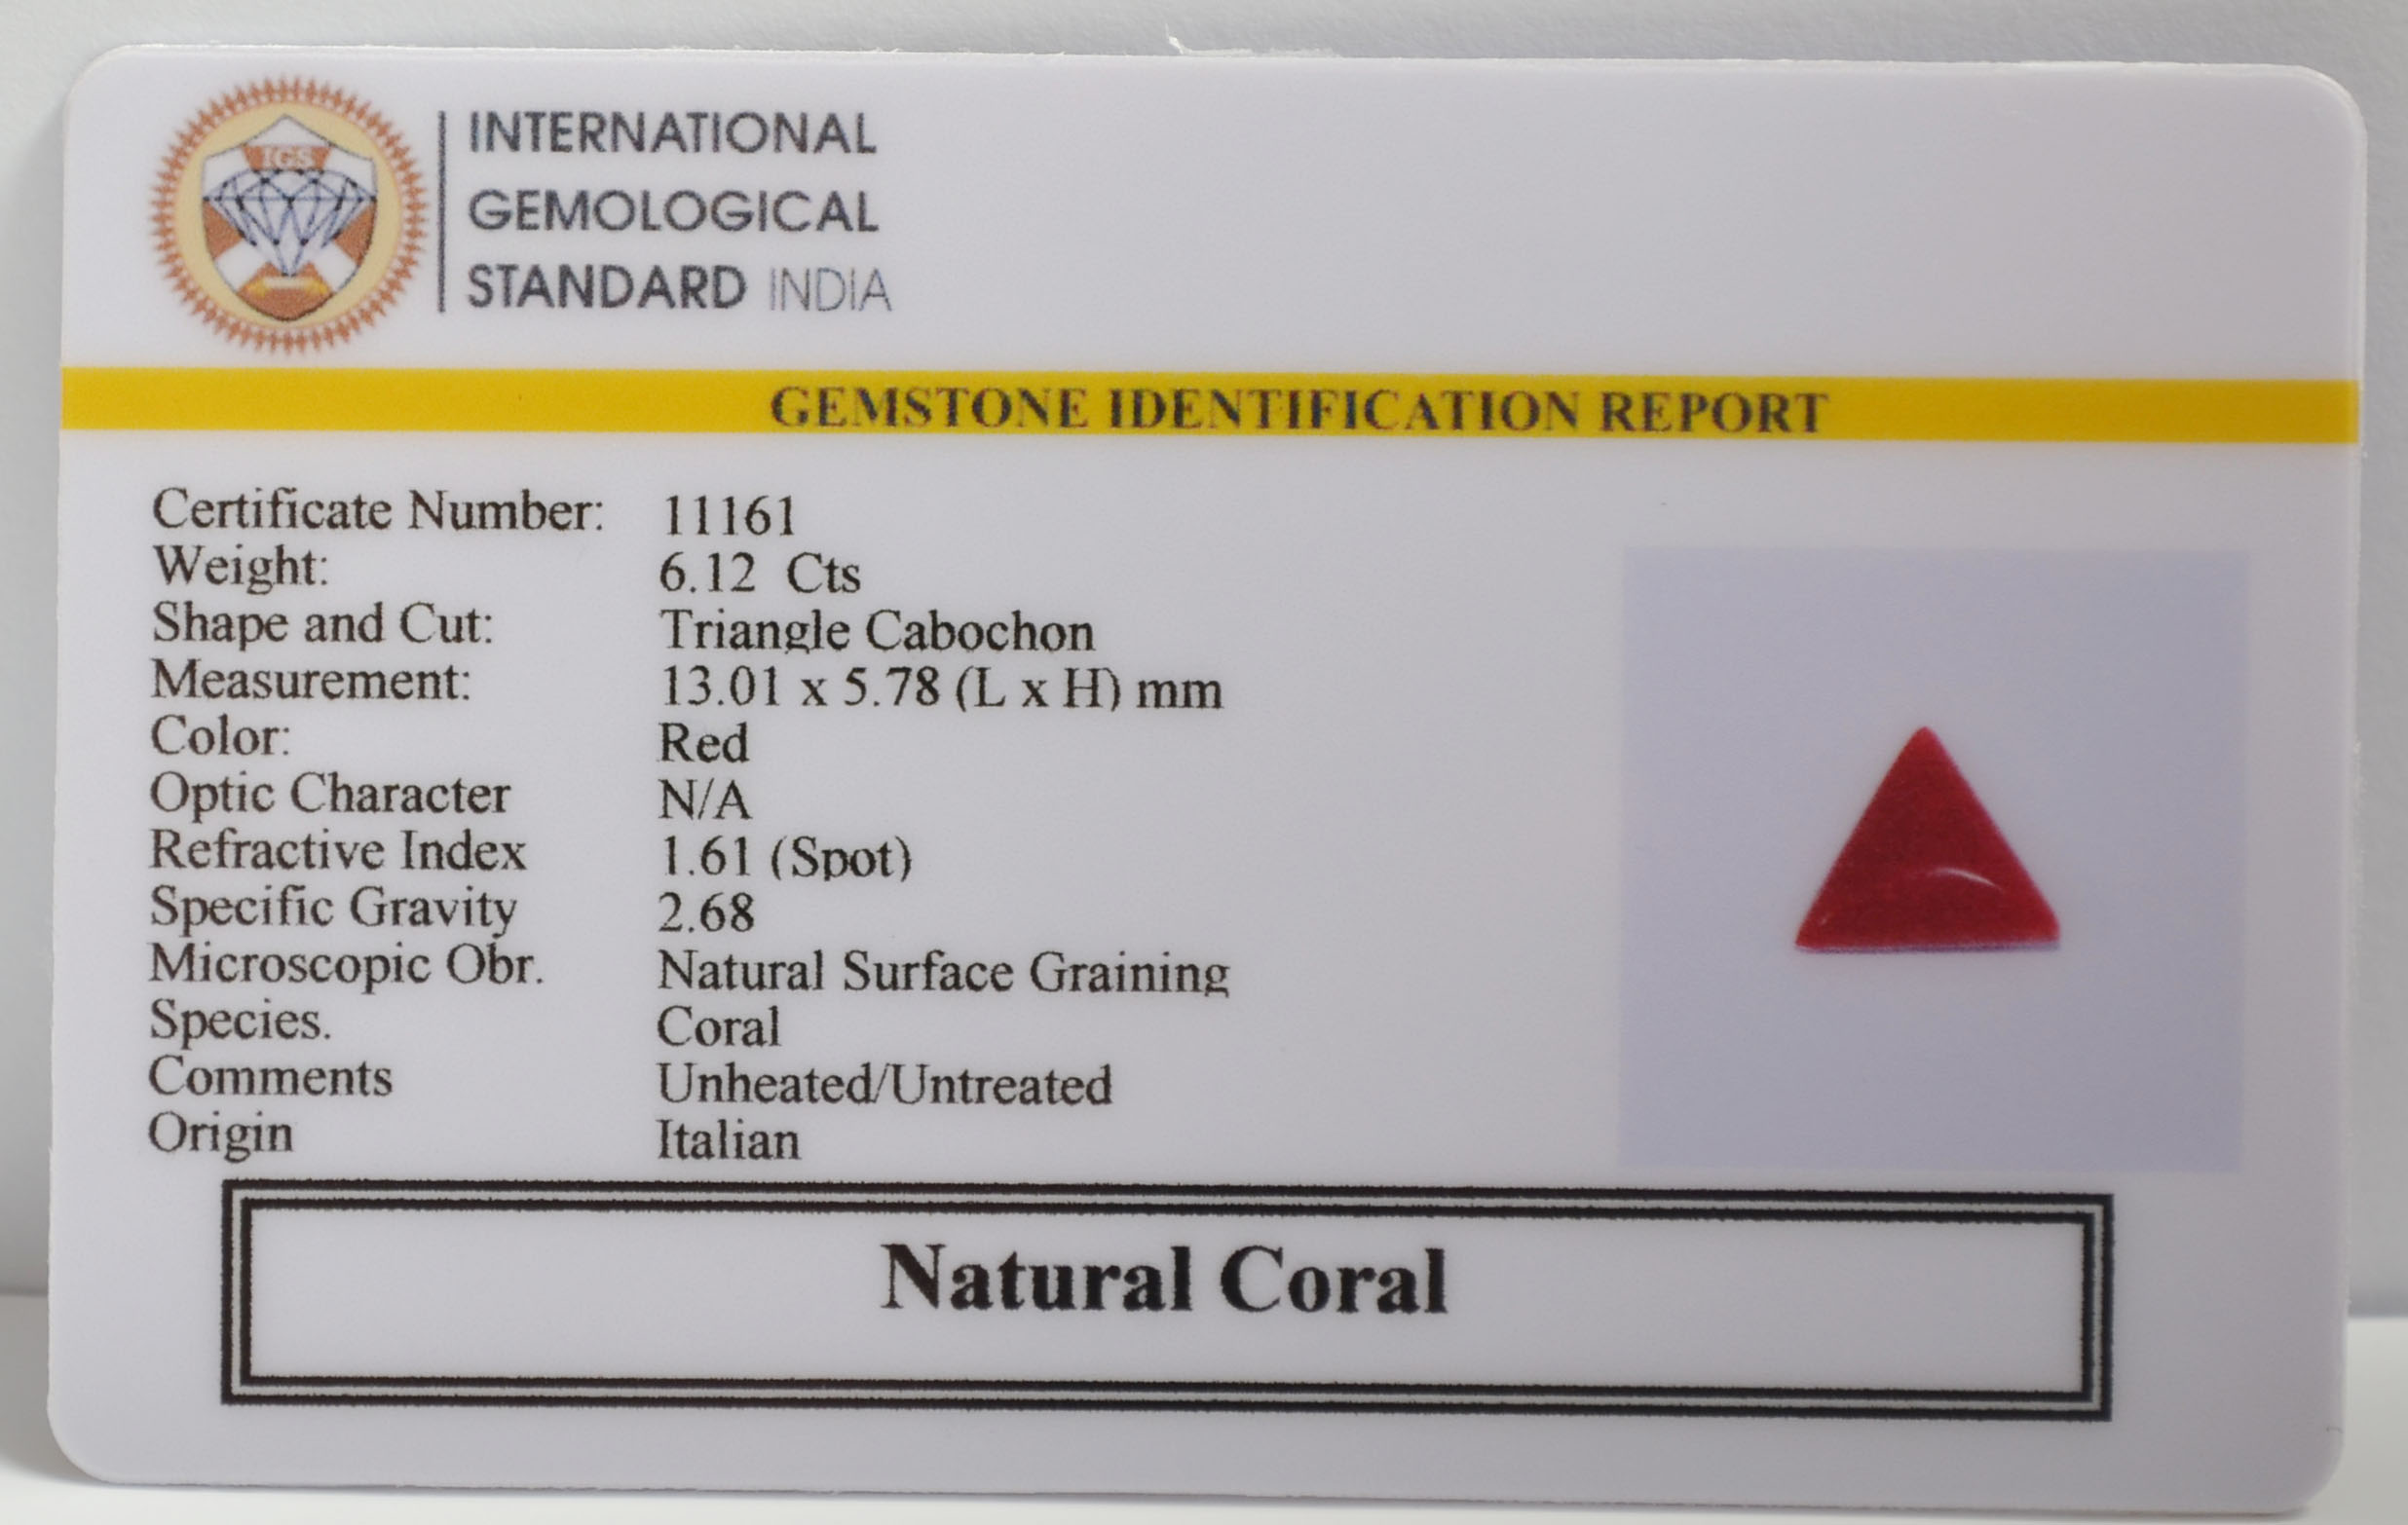 IGS
INTERNATIONAL
GEMOLOGICAL
STANDARD INDIA
GEMSTONE IDENTIFICATION REPORT
Certificate Number: 11161
Weight: 6.12 Cts
Shape and Cut: Triangle Cabochon
Measurement: 13.01 x 5.78 (L x H) mm
Color: Red
Optic Character N/A
Refractive Index 1.61 (Spot)
Specific Gravity 2.68
Microscopic Obr. Natural Surface Graining
Species. Coral
Comments Unheated/Untreated
Origin Italian
Natural Coral